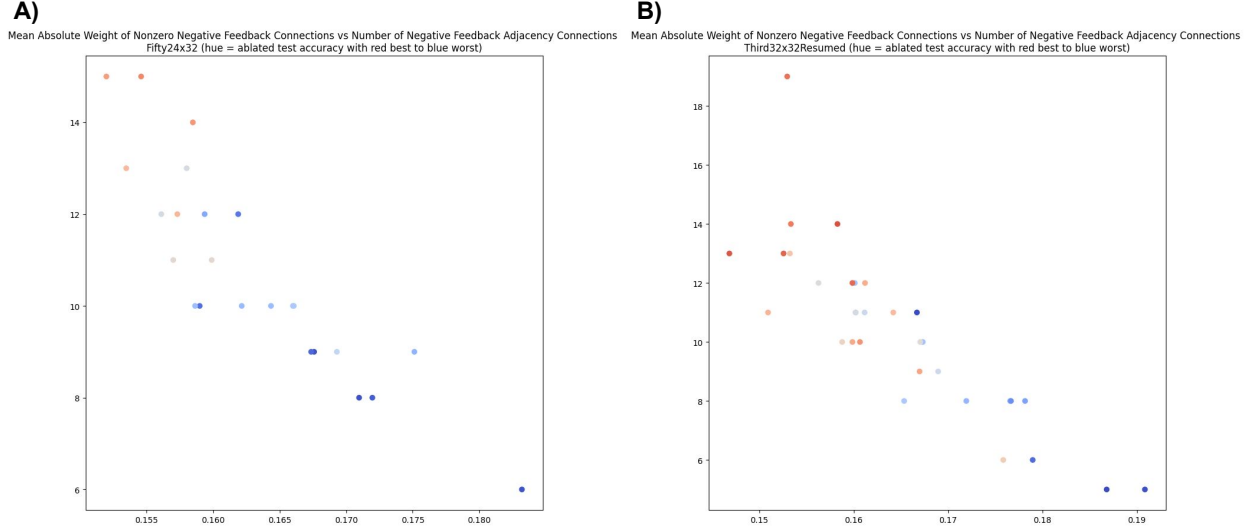 A)
Mean Absolute Weight of Nonzero Negative Feedback Connections vs Number of Negative Feedback Adjacency Connections
Fifty24x32 (hue = ablated test accuracy with red best to blue worst)
14
12
10
8
6
0.155 0.160 0.165 0.170 0.175 0.180
B)
Mean Absolute Weight of Nonzero Negative Feedback Connections vs Number of Negative Feedback Adjacency Connections
Third32x32Resumed (hue = ablated test accuracy with red best to blue worst)
18
16
14
12
10
8
6
0.15 0.16 0.17 0.18 0.19